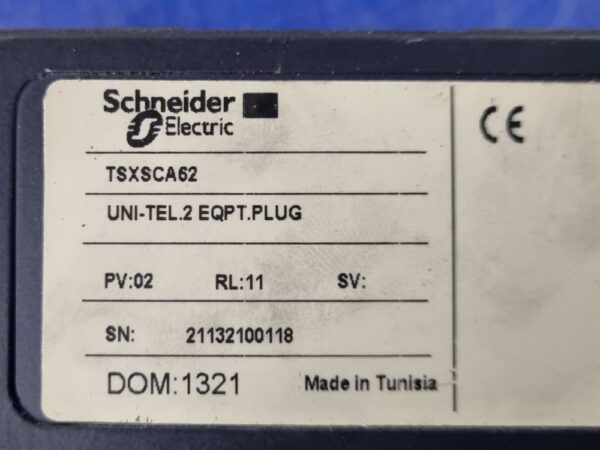 Schneider
Electric
CE
TSXSCA62
UNI-TEL.2 EQPT.PLUG
PV:02 RL:11 SV:
SN: 21132100118
DOM:1321 Made in Tunisia